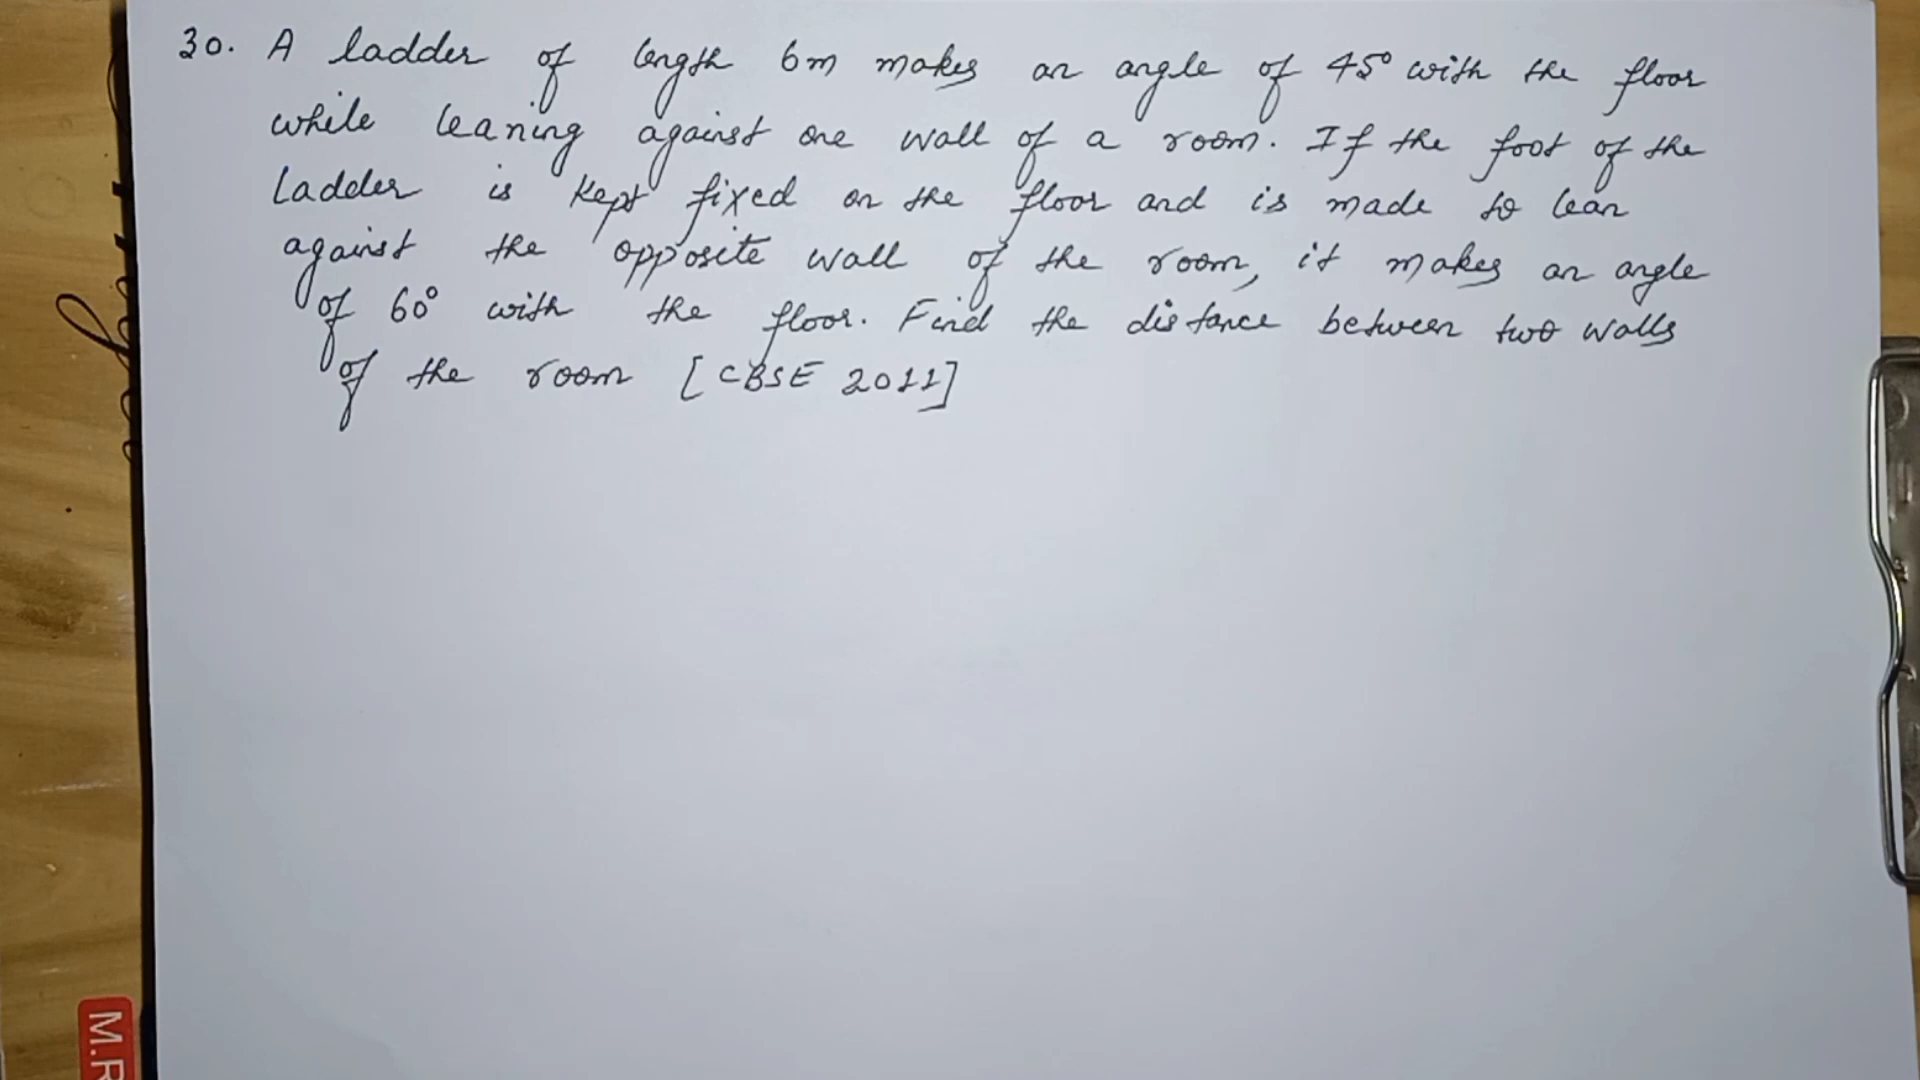 30. A ladder of length 6m makes an angle of 45° with the floor
while leaning against one wall of a room. If the foot of the
ladder is kept fixed on the floor and is made to lean
against the opposite wall of the room, it makes an angle
of 60° with the floor. Find the distance between two walls
of the room [CBSE 2011]
M.R